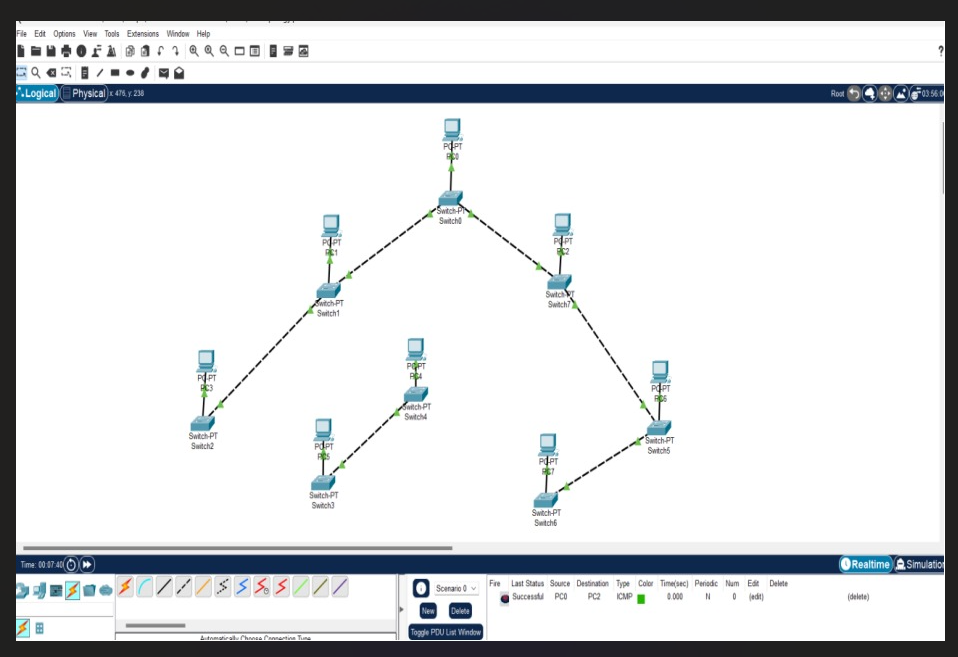 File Edit Options View Tools Extensions Window Help
?
Logical Physical x: 476, y: 238
Root 03:56:0
PC-PT
PC0
Switch-PT
Switch0
PC-PT
PC1
PC-PT
PC2
Switch-PT
Switch1
Switch-PT
Switch7
PC-PT
PC3
PC-PT
PC4
PC-PT
Switch-PT
Switch4
Switch-PT
Switch2
PC-PT
PC5
Switch-PT
Switch5
PC-PT
PC7
Switch-PT
Switch3
Switch-PT
Switch6
Time: 00:07:40
Realtime Simulation
Scenario 0
New Delete
Toggle PDU List Window
Fire Last Status Source Destination Type Color Time(sec) Periodic Num Edit Delete
Successful PC0 PC2 ICMP 0.000 N 0 (edit) (delete)
Automatically Choose Connection Type